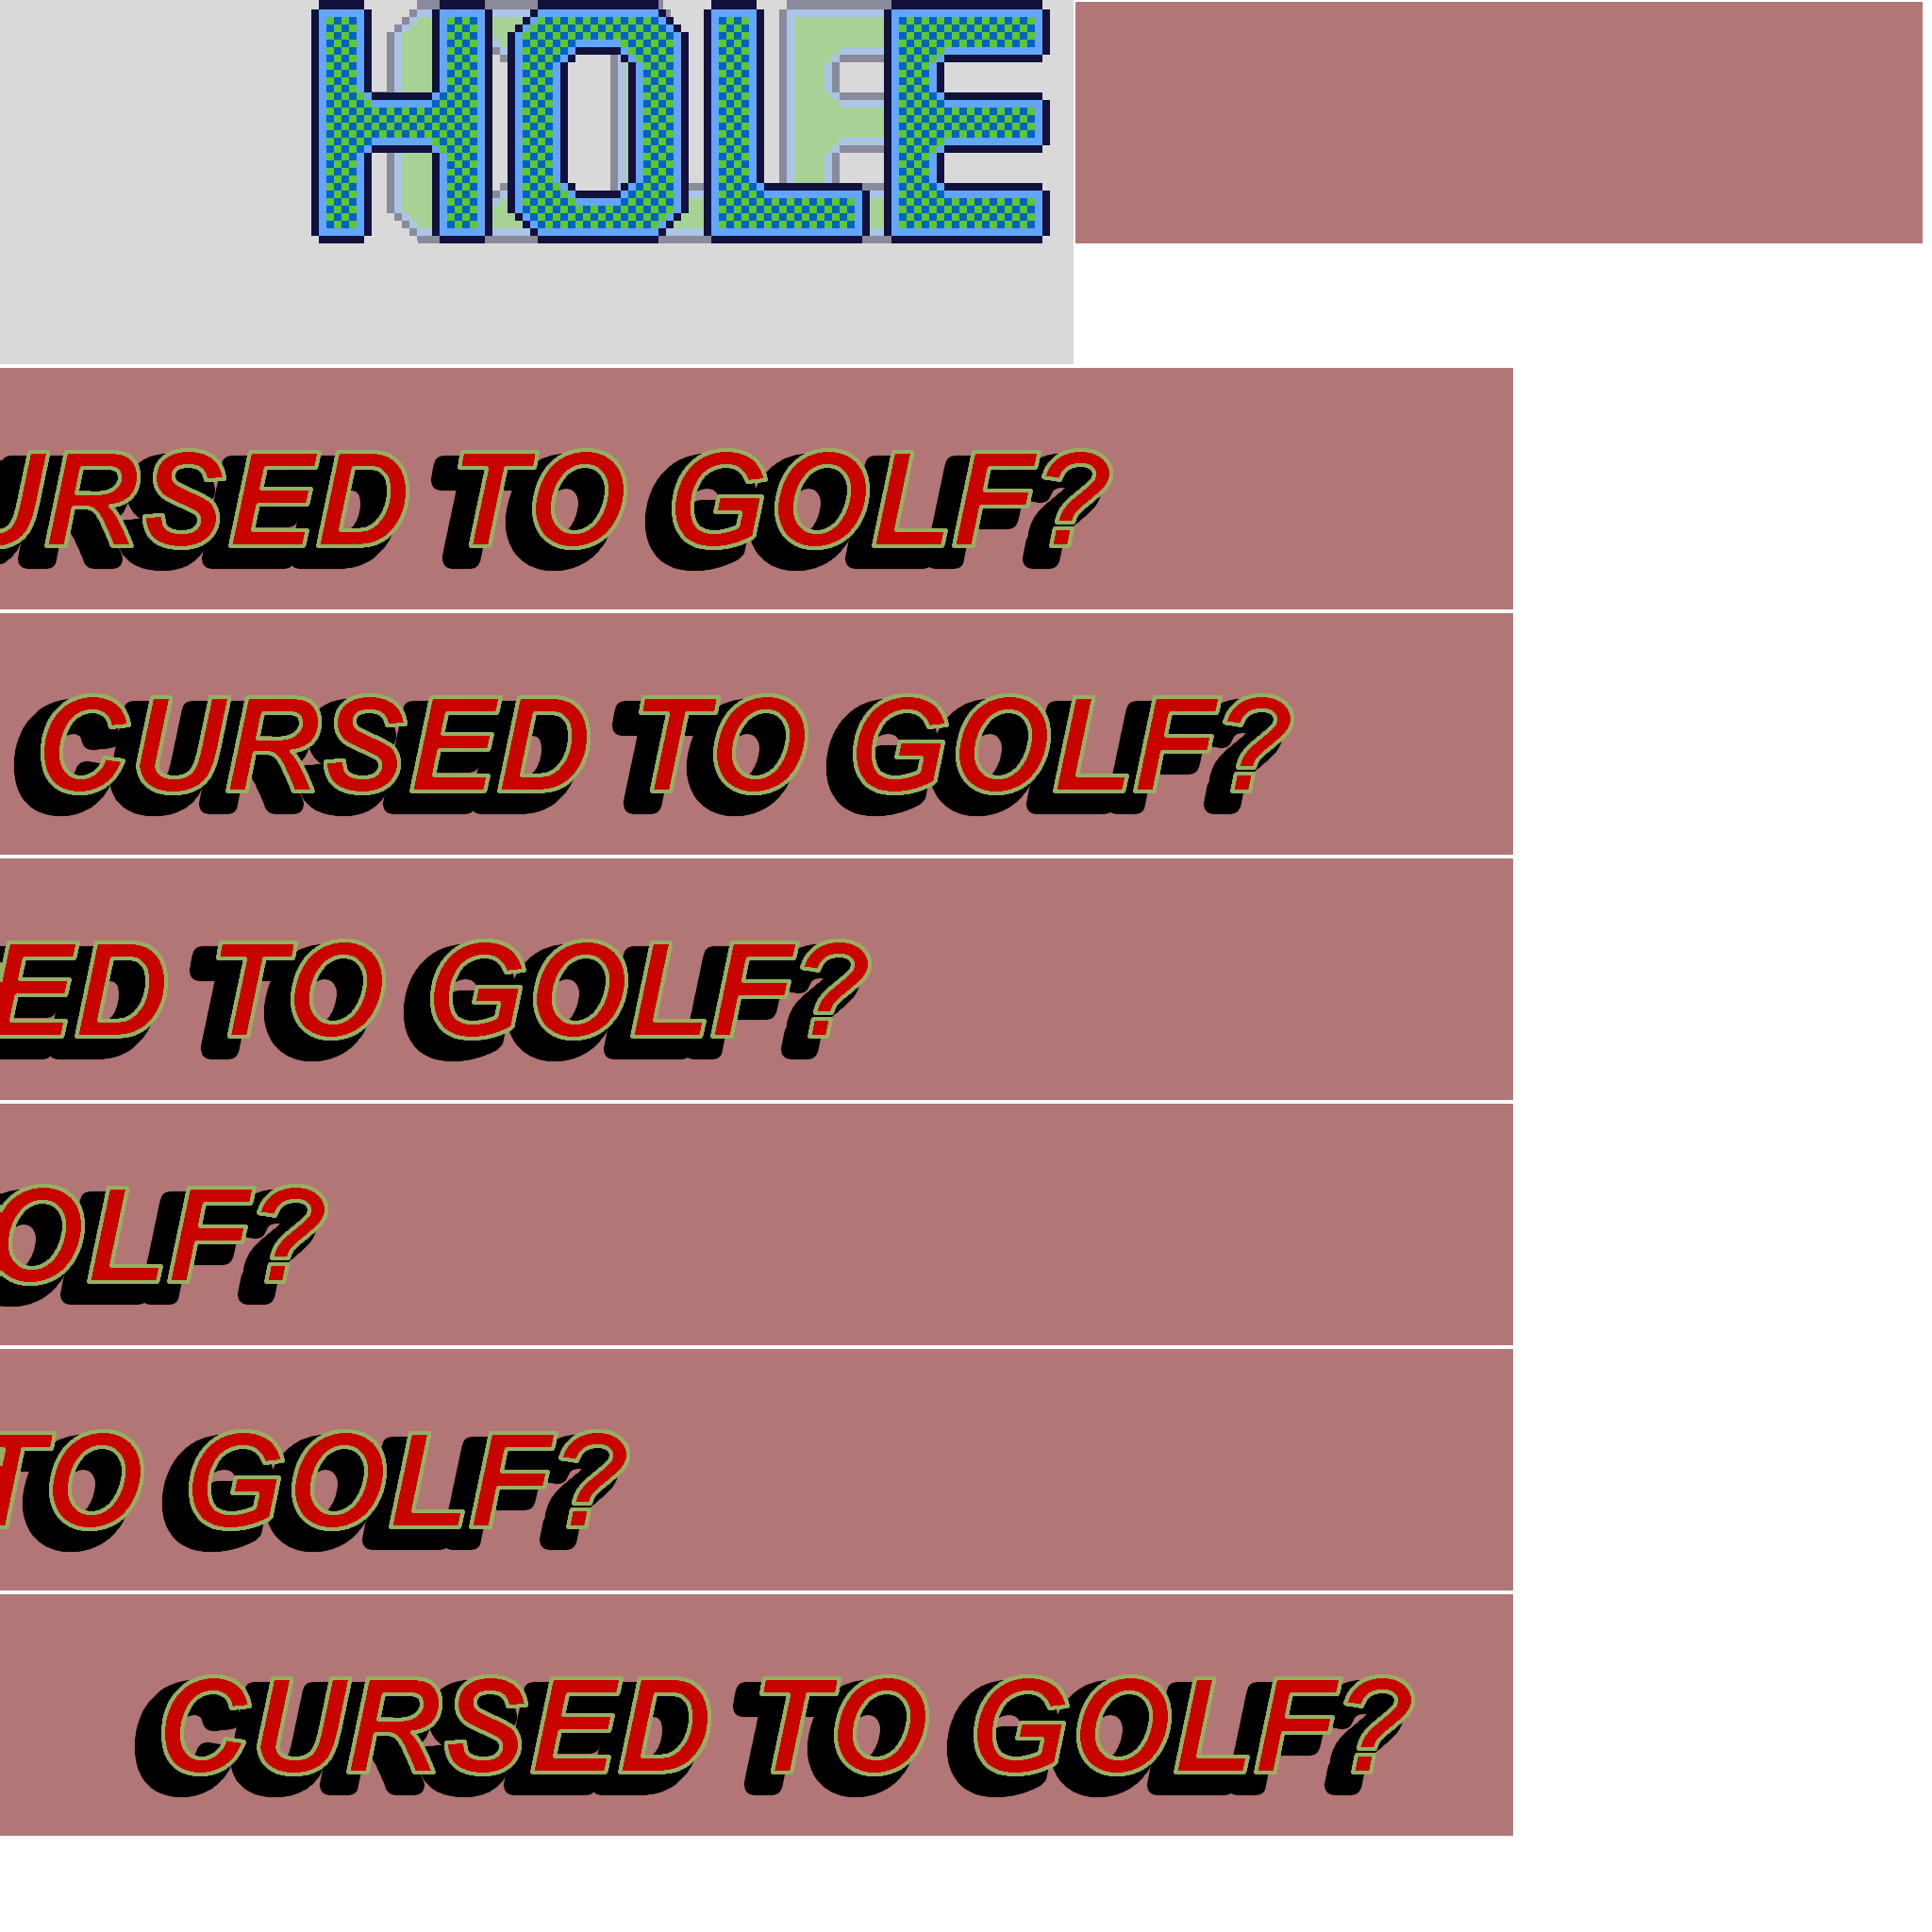 HOLE
URSED TO GOLF?
CURSED TO GOLF?
ED TO GOLF?
OLF?
TO GOLF?
CURSED TO GOLF?